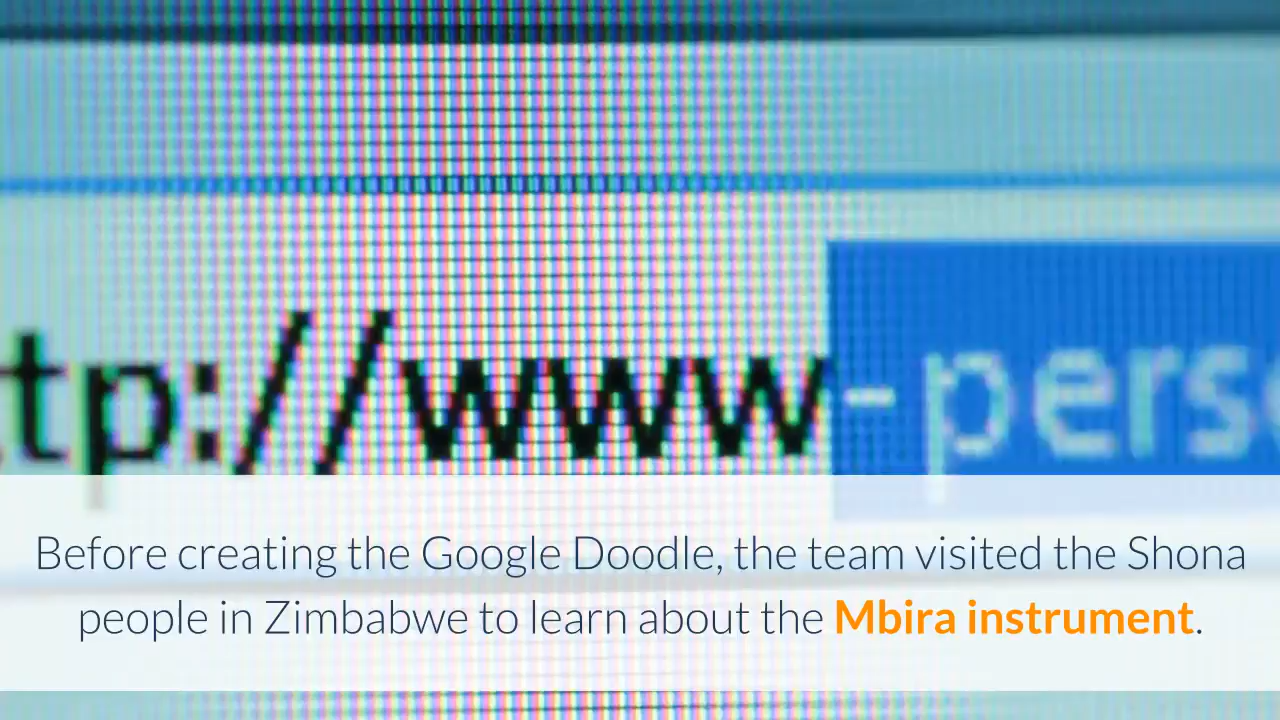 tp://www-pers
Before creating the Google Doodle, the team visited the Shona
people in Zimbabwe to learn about the Mbira instrument.